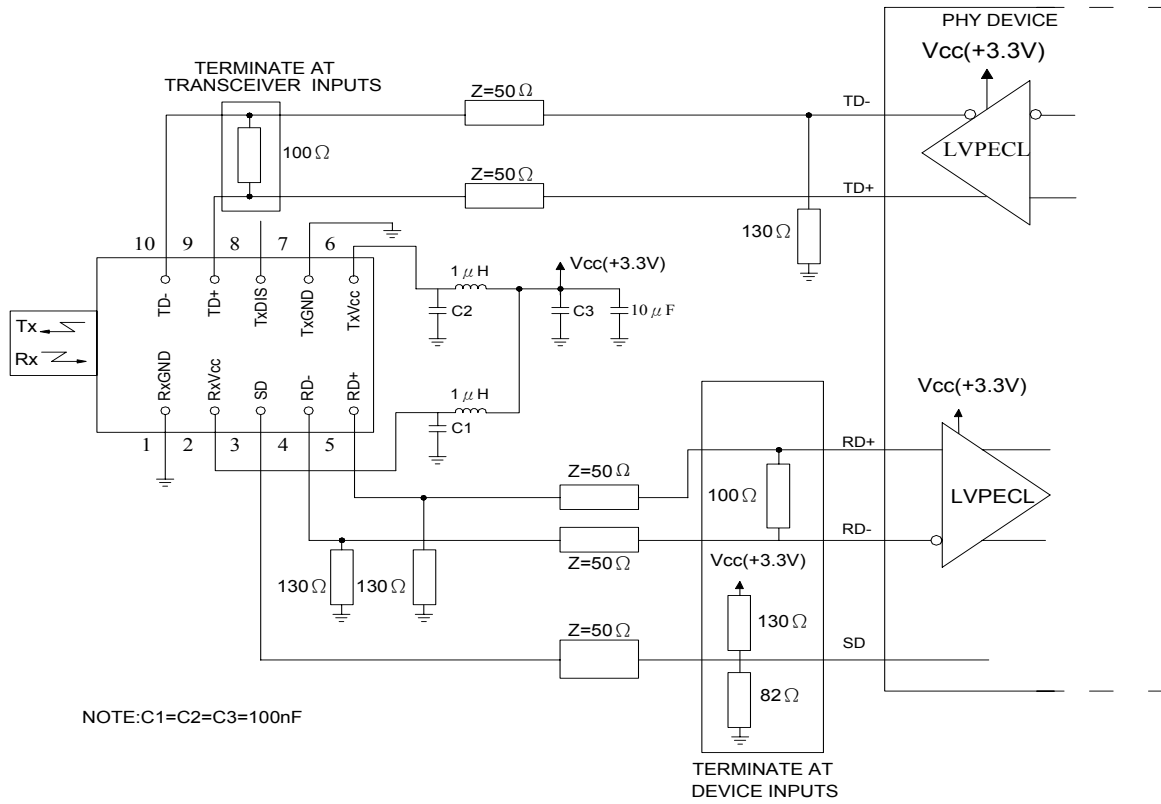 PHY DEVICE
Vcc(+3.3V)
TERMINATE AT
TRANSCEIVER INPUTS
Z=50Ω
TD-
LVPECL
100Ω
Z=50Ω
TD+
130Ω
10 9 8 7 6
TD- TD+ TxDIS TxGND TxVcc
1μH
Vcc(+3.3V)
C2
C3
10μF
Tx
Rx
RxGND RxVcc SD RD- RD+
1μH
C1
1 2 3 4 5
Vcc(+3.3V)
RD+
Z=50Ω
100Ω
LVPECL
RD-
Z=50Ω
Vcc(+3.3V)
130Ω 130Ω
130Ω
Z=50Ω
SD
82Ω
NOTE:C1=C2=C3=100nF
TERMINATE AT
DEVICE INPUTS